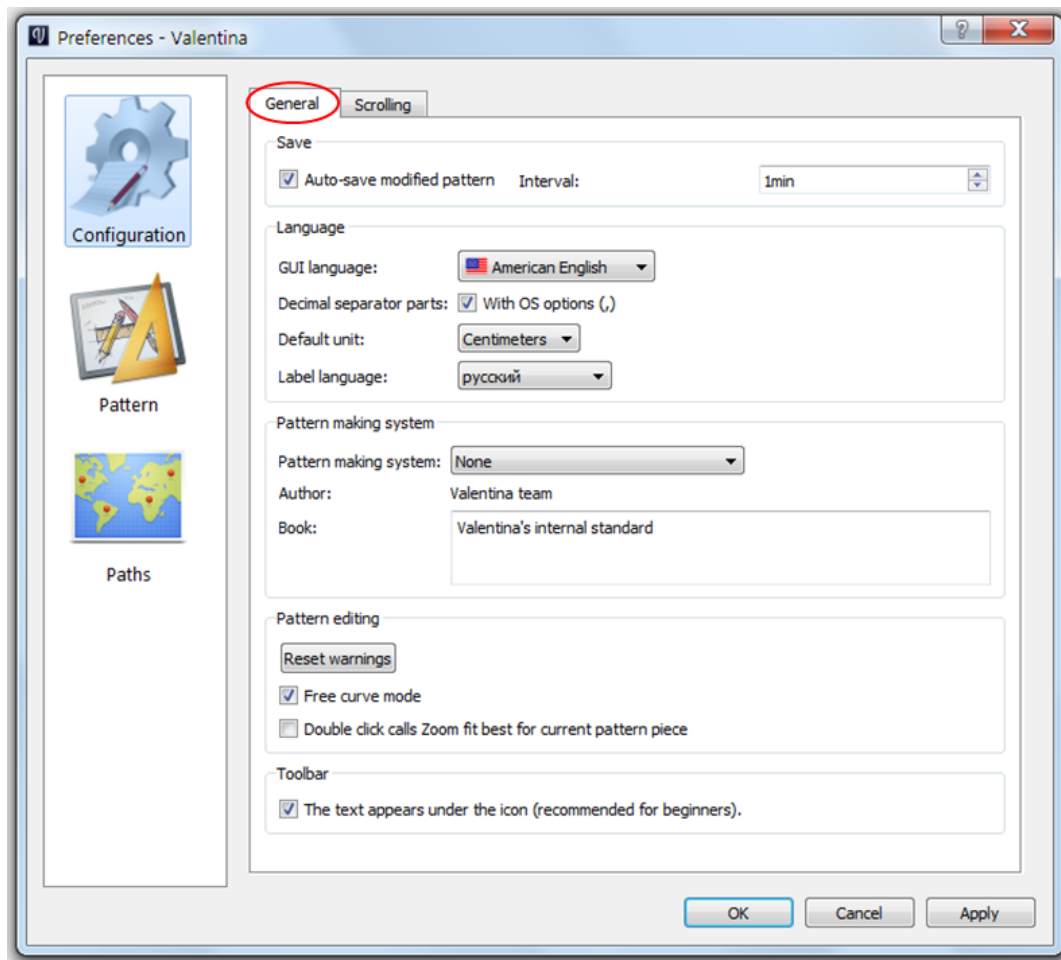 Preferences - Valentina
Configuration
Pattern
Paths
General Scrolling
Save
Auto-save modified pattern Interval: 1min
Language
GUI language: American English
Decimal separator parts: With OS options (,)
Default unit: Centimeters
Label language: русский
Pattern making system
Pattern making system: None
Author: Valentina team
Book: Valentina's internal standard
Pattern editing
Reset warnings
Free curve mode
Double click calls Zoom fit best for current pattern piece
Toolbar
The text appears under the icon (recommended for beginners).
OK Cancel Apply